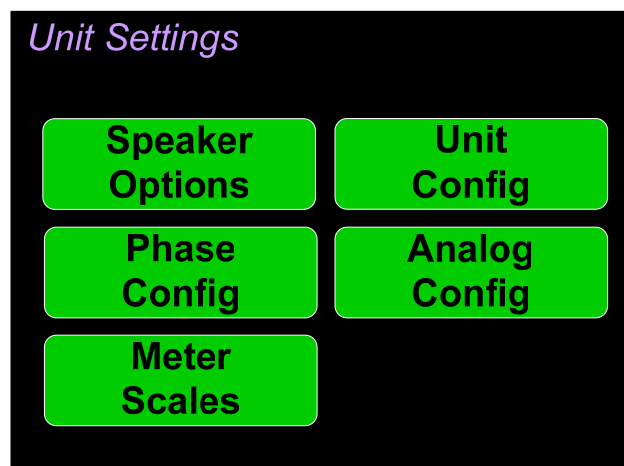 Unit Settings
Speaker
Options
Unit
Config
Phase
Config
Analog
Config
Meter
Scales